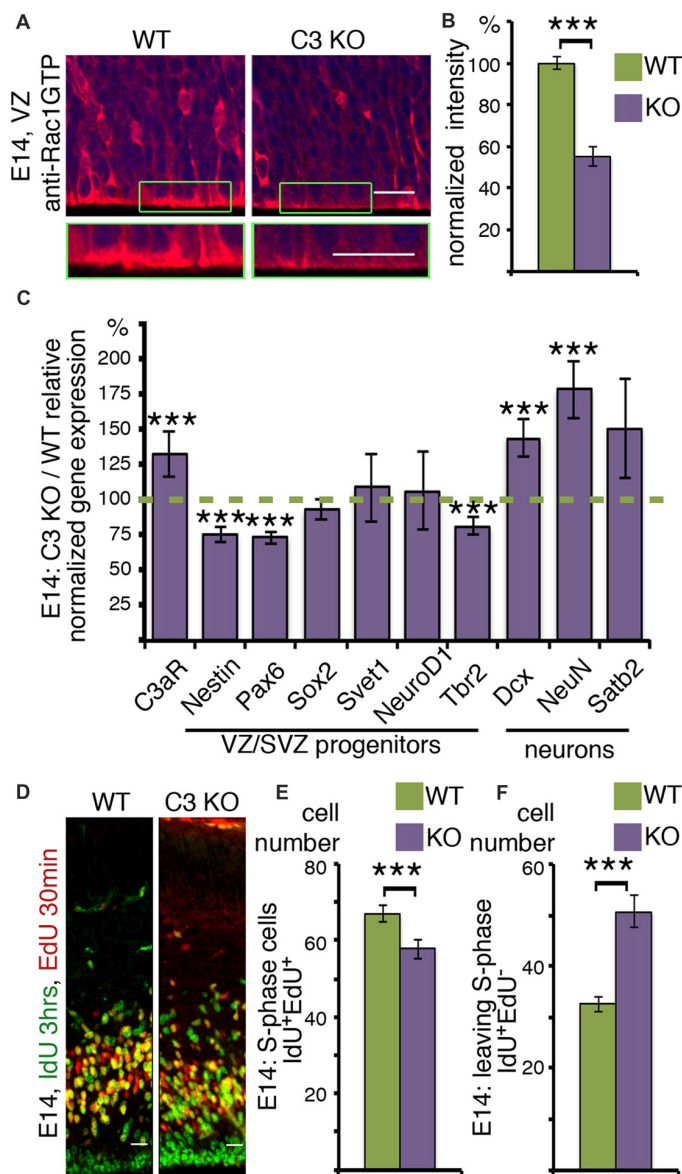 A
WT
C3 KO
E14, VZ
anti-Rac1GTP
B
%
***
WT
KO
normalized intensity
100
80
60
40
20
C
%
E14: C3 KO / WT relative
normalized gene expression
200
175
150
125
100
75
50
25
***
***
***
***
***
***
C3aR
Nestin
Pax6
Sox2
Svet1
NeuroD1
Tbr2
Dcx
NeuN
Satb2
VZ/SVZ progenitors
neurons
D
WT
C3 KO
E14, IdU 3hrs, EdU 30min
E
cell
number
WT
KO
80
60
40
20
***
E14: S-phase cells
IdU+EdU+
F
cell
number
WT
KO
60
40
20
***
E14: leaving S-phase
IdU+EdU-